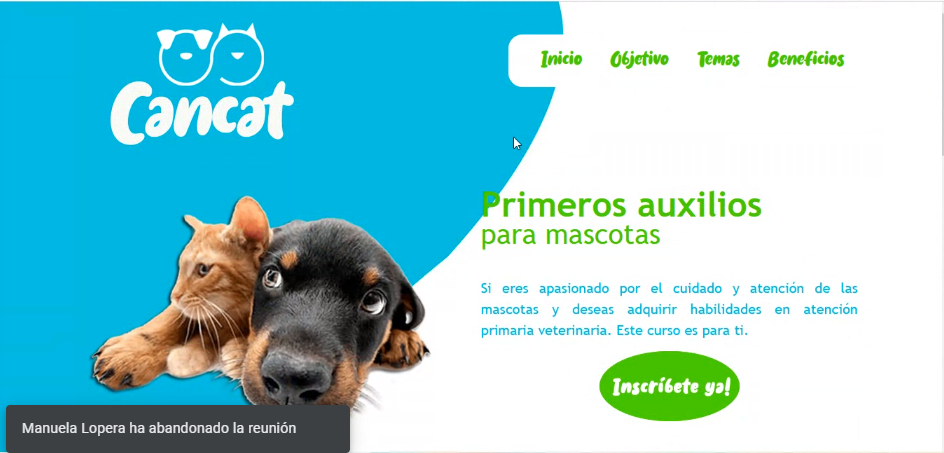 Cancat
Inicio Objetivo Temas Beneficios
Primeros auxilios
para mascotas
Si eres apasionado por el cuidado y atención de las
mascotas y deseas adquirir habilidades en atención
primaria veterinaria. Este curso es para ti.
Inscríbete ya!
Manuela Lopera ha abandonado la reunión